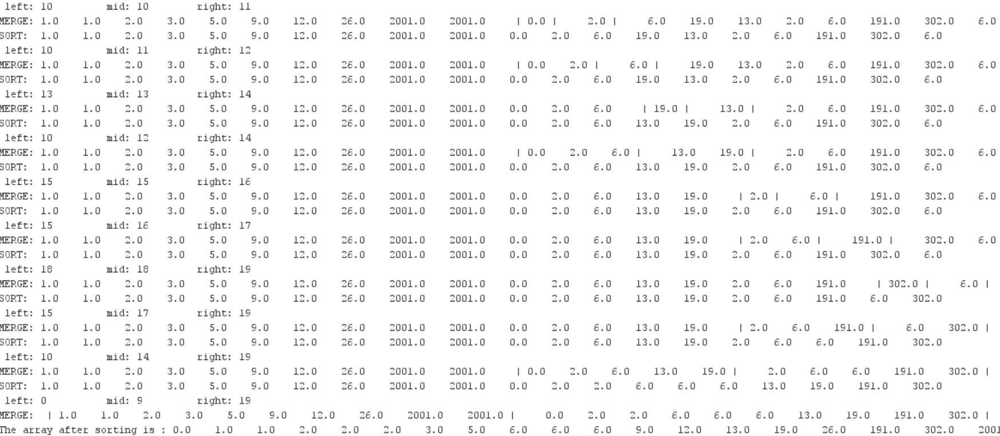 left: 10 mid: 10 right: 11
MERGE: 1.0 1.0 2.0 3.0 5.0 9.0 12.0 26.0 2001.0 2001.0 | 0.0 | 2.0 | 6.0 19.0 13.0 2.0 6.0 191.0 302.0 6.0
SORT: 1.0 1.0 2.0 3.0 5.0 9.0 12.0 26.0 2001.0 2001.0 0.0 2.0 6.0 19.0 13.0 2.0 6.0 191.0 302.0 6.0
left: 10 mid: 11 right: 12
MERGE: 1.0 1.0 2.0 3.0 5.0 9.0 12.0 26.0 2001.0 2001.0 | 0.0 2.0 | 6.0 | 19.0 13.0 2.0 6.0 191.0 302.0 6.0
SORT: 1.0 1.0 2.0 3.0 5.0 9.0 12.0 26.0 2001.0 2001.0 0.0 2.0 6.0 19.0 13.0 2.0 6.0 191.0 302.0 6.0
left: 13 mid: 13 right: 14
MERGE: 1.0 1.0 2.0 3.0 5.0 9.0 12.0 26.0 2001.0 2001.0 0.0 2.0 6.0 | 19.0 | 13.0 | 2.0 6.0 191.0 302.0 6.0
SORT: 1.0 1.0 2.0 3.0 5.0 9.0 12.0 26.0 2001.0 2001.0 0.0 2.0 6.0 13.0 19.0 2.0 6.0 191.0 302.0 6.0
left: 10 mid: 12 right: 14
MERGE: 1.0 1.0 2.0 3.0 5.0 9.0 12.0 26.0 2001.0 2001.0 | 0.0 2.0 6.0 | 13.0 19.0 | 2.0 6.0 191.0 302.0 6.0
SORT: 1.0 1.0 2.0 3.0 5.0 9.0 12.0 26.0 2001.0 2001.0 0.0 2.0 6.0 13.0 19.0 2.0 6.0 191.0 302.0 6.0
left: 15 mid: 15 right: 16
MERGE: 1.0 1.0 2.0 3.0 5.0 9.0 12.0 26.0 2001.0 2001.0 0.0 2.0 6.0 13.0 19.0 | 2.0 | 6.0 | 191.0 302.0 6.0
SORT: 1.0 1.0 2.0 3.0 5.0 9.0 12.0 26.0 2001.0 2001.0 0.0 2.0 6.0 13.0 19.0 2.0 6.0 191.0 302.0 6.0
left: 15 mid: 16 right: 17
MERGE: 1.0 1.0 2.0 3.0 5.0 9.0 12.0 26.0 2001.0 2001.0 0.0 2.0 6.0 13.0 19.0 | 2.0 6.0 | 191.0 | 302.0 6.0
SORT: 1.0 1.0 2.0 3.0 5.0 9.0 12.0 26.0 2001.0 2001.0 0.0 2.0 6.0 13.0 19.0 2.0 6.0 191.0 302.0 6.0
left: 18 mid: 18 right: 19
MERGE: 1.0 1.0 2.0 3.0 5.0 9.0 12.0 26.0 2001.0 2001.0 0.0 2.0 6.0 13.0 19.0 2.0 6.0 191.0 | 302.0 | 6.0 |
SORT: 1.0 1.0 2.0 3.0 5.0 9.0 12.0 26.0 2001.0 2001.0 0.0 2.0 6.0 13.0 19.0 2.0 6.0 191.0 6.0 302.0
left: 15 mid: 17 right: 19
MERGE: 1.0 1.0 2.0 3.0 5.0 9.0 12.0 26.0 2001.0 2001.0 0.0 2.0 6.0 13.0 19.0 | 2.0 6.0 191.0 | 6.0 302.0 |
SORT: 1.0 1.0 2.0 3.0 5.0 9.0 12.0 26.0 2001.0 2001.0 0.0 2.0 6.0 13.0 19.0 2.0 6.0 6.0 191.0 302.0
left: 10 mid: 14 right: 19
MERGE: 1.0 1.0 2.0 3.0 5.0 9.0 12.0 26.0 2001.0 2001.0 | 0.0 2.0 6.0 13.0 19.0 | 2.0 6.0 6.0 191.0 302.0 |
SORT: 1.0 1.0 2.0 3.0 5.0 9.0 12.0 26.0 2001.0 2001.0 0.0 2.0 2.0 6.0 6.0 6.0 13.0 19.0 191.0 302.0
left: 0 mid: 9 right: 19
MERGE: | 1.0 1.0 2.0 3.0 5.0 9.0 12.0 26.0 2001.0 2001.0 | 0.0 2.0 2.0 6.0 6.0 6.0 13.0 19.0 191.0 302.0 |
The array after sorting is : 0.0 1.0 1.0 2.0 2.0 2.0 3.0 5.0 6.0 6.0 6.0 9.0 12.0 13.0 19.0 26.0 191.0 302.0 2001